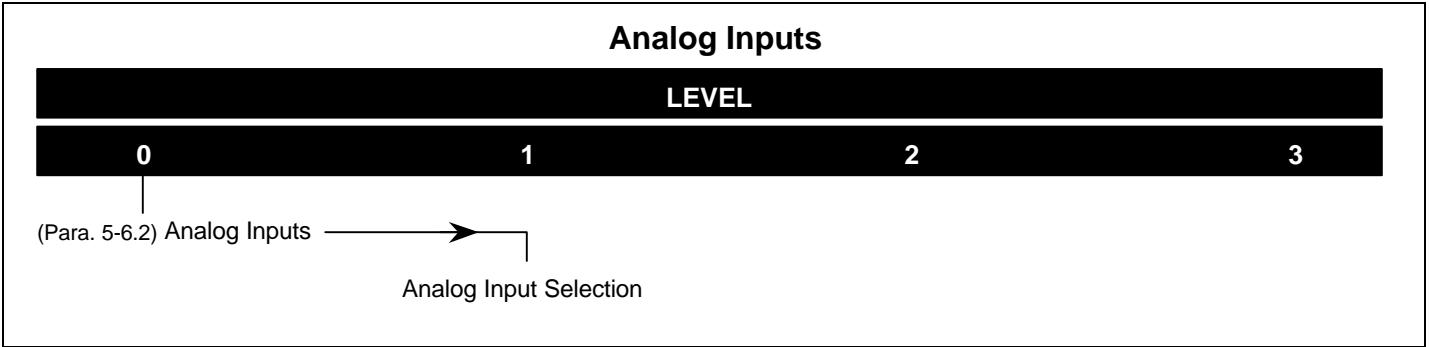 Analog Inputs
LEVEL
0 1 2 3
(Para. 5-6.2) Analog Inputs
Analog Input Selection